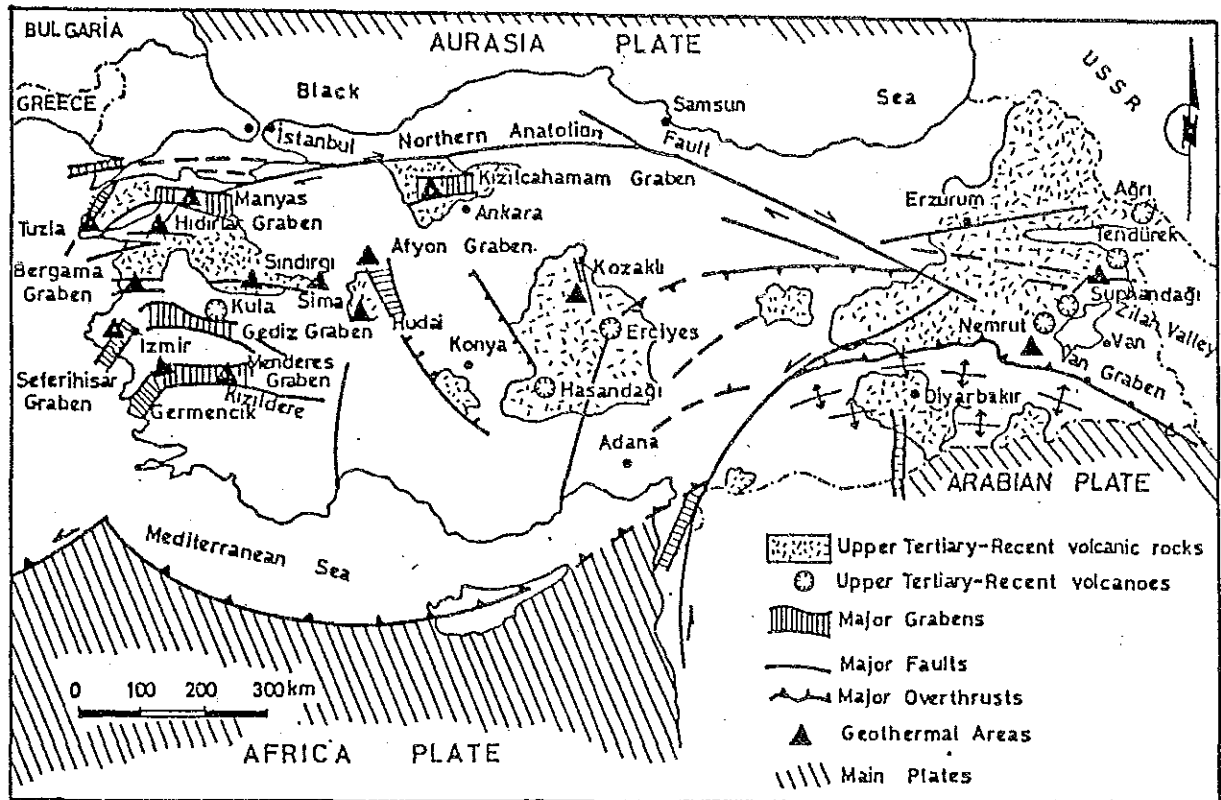 BULGARIA
AURASIA PLATE
USSR
GREECE
Black
Sea
Samsun
İstanbul
Northern Anatolian
Fault
Kızılcahamam Graben
Ankara
Manyas
Graben
Tuzla
Hıdırlar
Afyon Graben
Erzurum
Ağrı
Tendürek
Bergama
Graben
Sındırgı
Sima
Kula
Kozaklı
Suphandağı
Zilan Valley
Gediz Graben
Hudai
Konya
Erciyes
Nemrut
Van
Van Graben
Izmir
Menderes
Graben
Seferihisar
Graben
Kızıldere
Germencik
Hasandağı
Diyarbakır
Adana
ARABIAN PLATE
Mediterranean Sea
Upper Tertiary-Recent volcanic rocks
Upper Tertiary-Recent volcanoes
Major Grabens
Major Faults
Major Overthrusts
Geothermal Areas
Main Plates
0 100 200 300 km
AFRICA PLATE